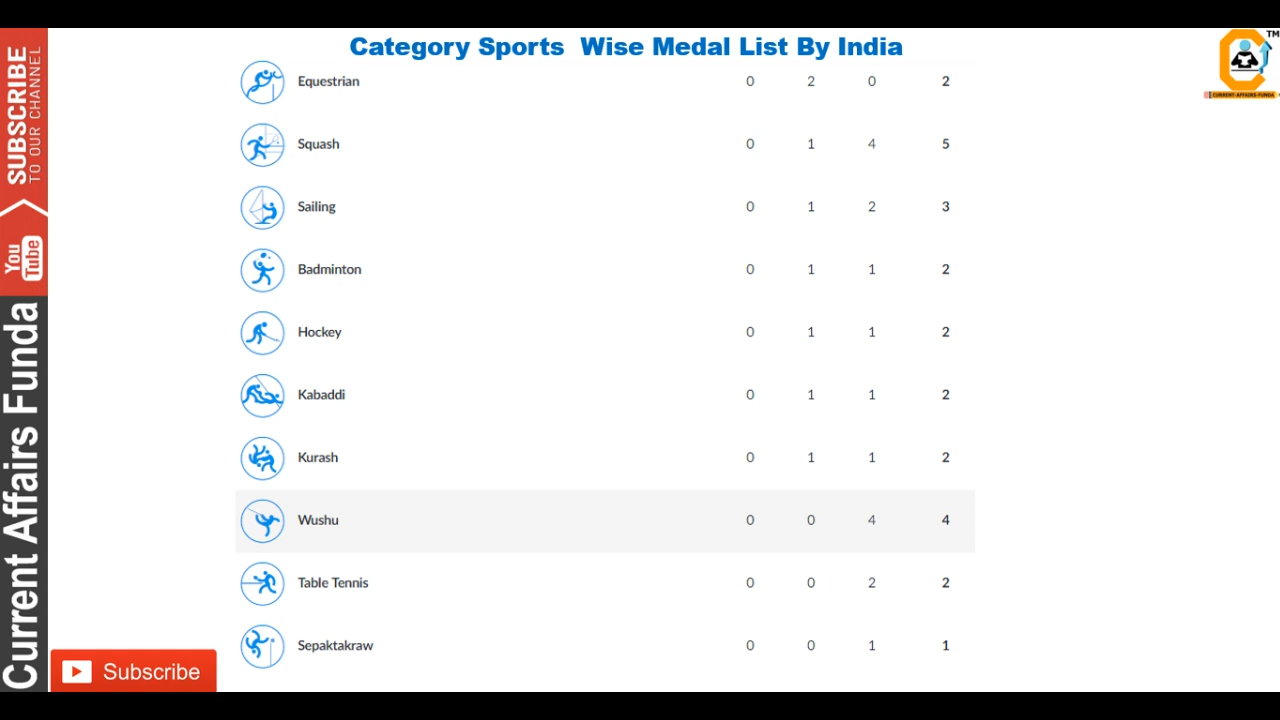 Category Sports  Wise Medal List By India
TM
CURRENT-AFFAIRS-FUNDA
SUBSCRIBE
TO OUR CHANNEL
You Tube
Current Affairs Funda
Equestrian 0 2 0 2
Squash 0 1 4 5
Sailing 0 1 2 3
Badminton 0 1 1 2
Hockey 0 1 1 2
Kabaddi 0 1 1 2
Kurash 0 1 1 2
Wushu 0 0 4 4
Table Tennis 0 0 2 2
Sepaktakraw 0 0 1 1
Subscribe